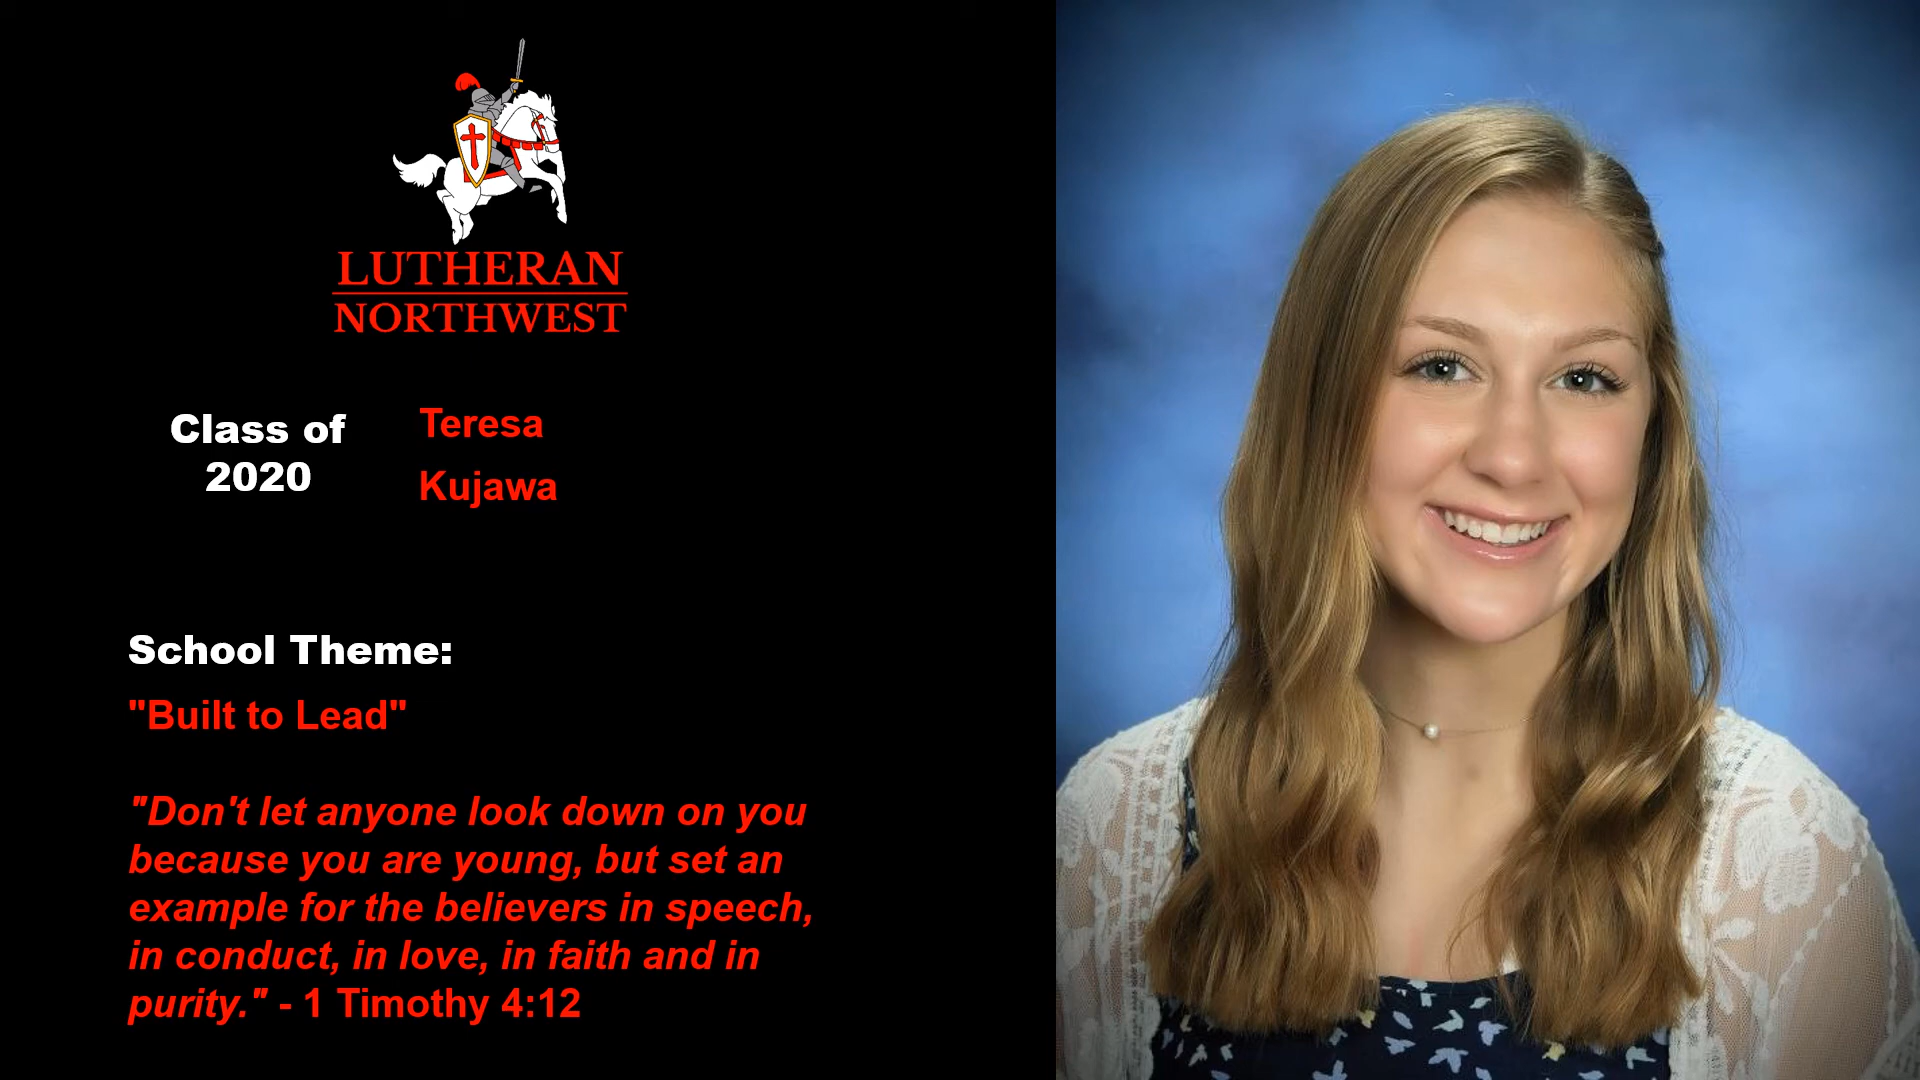 LUTHERAN
NORTHWEST
Class of
2020
Teresa
Kujawa
School Theme:
"Built to Lead"
"Don't let anyone look down on you
because you are young, but set an
example for the believers in speech,
in conduct, in love, in faith and in
purity." - 1 Timothy 4:12